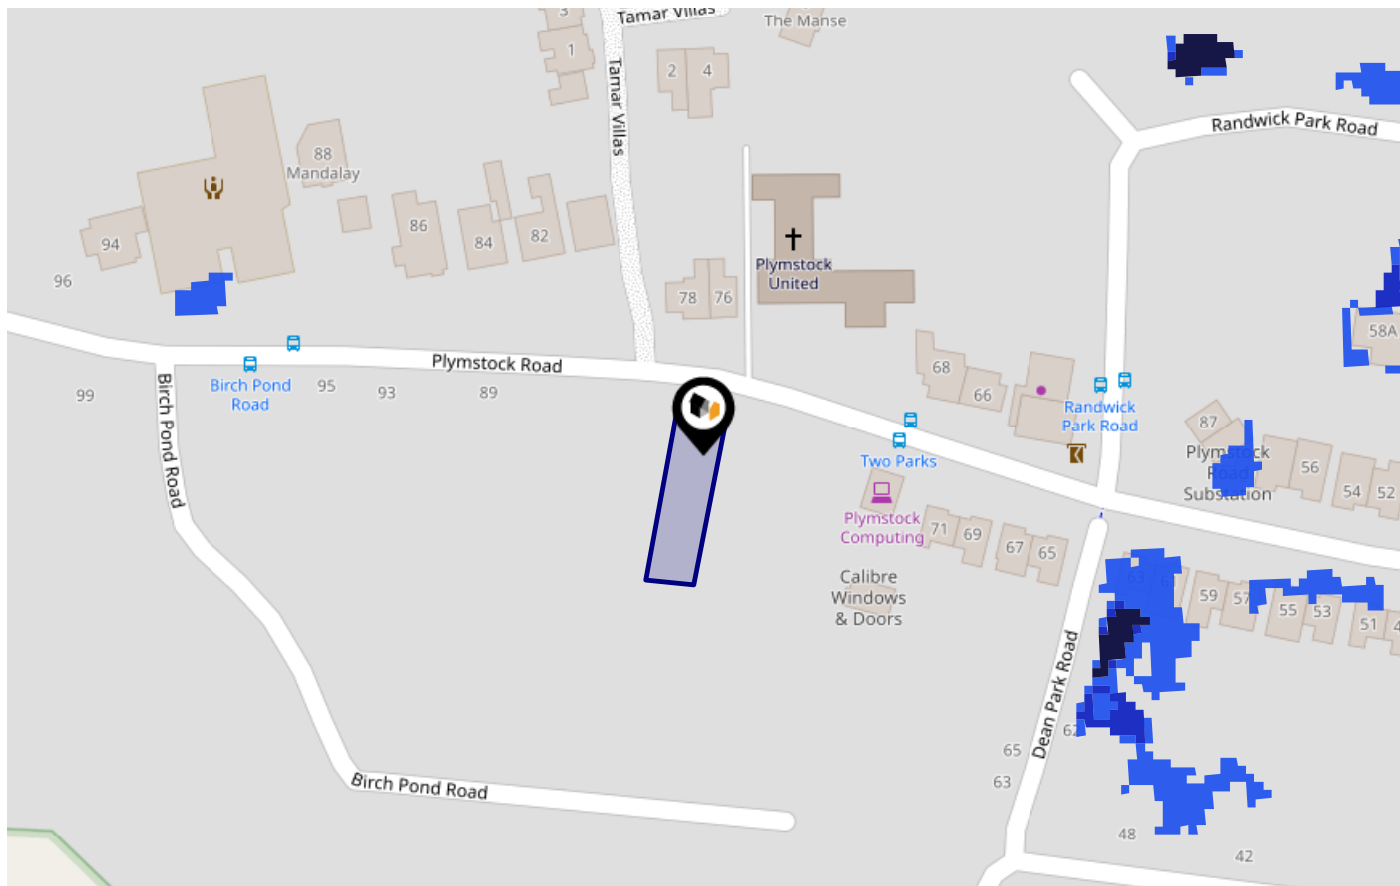 Tamar Villas
The Manse
3
1
2
4
Tamar Villas
Randwick Park Road
88
Mandalay
86
84
82
94
96
Plymstock
United
78
76
58A
Plymstock Road
68
66
Birch Pond
Road
95
93
89
99
Randwick
Park Road
87
Plymstock
Road
Substation
56
54
52
Birch Pond Road
Two Parks
Plymstock
Computing
71
69
67
65
63
59
57
55
53
51
Calibre
Windows
& Doors
Dean Park Road
62
65
63
Birch Pond Road
48
42